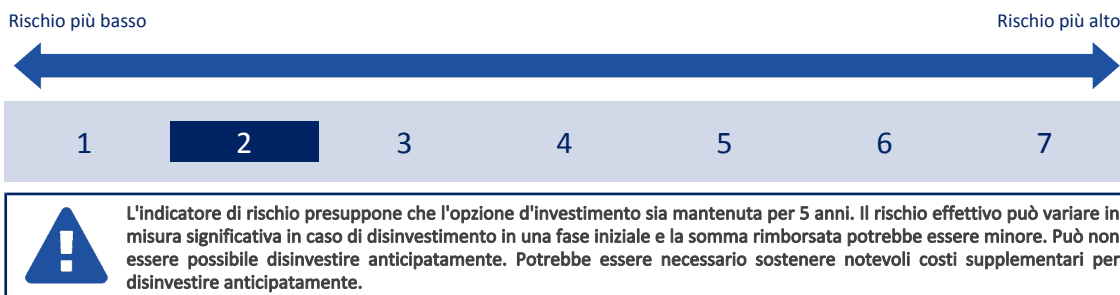 Rischio più basso Rischio più alto
1 2 3 4 5 6 7
L'indicatore di rischio presuppone che l'opzione d'investimento sia mantenuta per 5 anni. Il rischio effettivo può variare in
misura significativa in caso di disinvestimento in una fase iniziale e la somma rimborsata potrebbe essere minore. Può non
essere possibile disinvestire anticipatamente. Potrebbe essere necessario sostenere notevoli costi supplementari per
disinvestire anticipatamente.